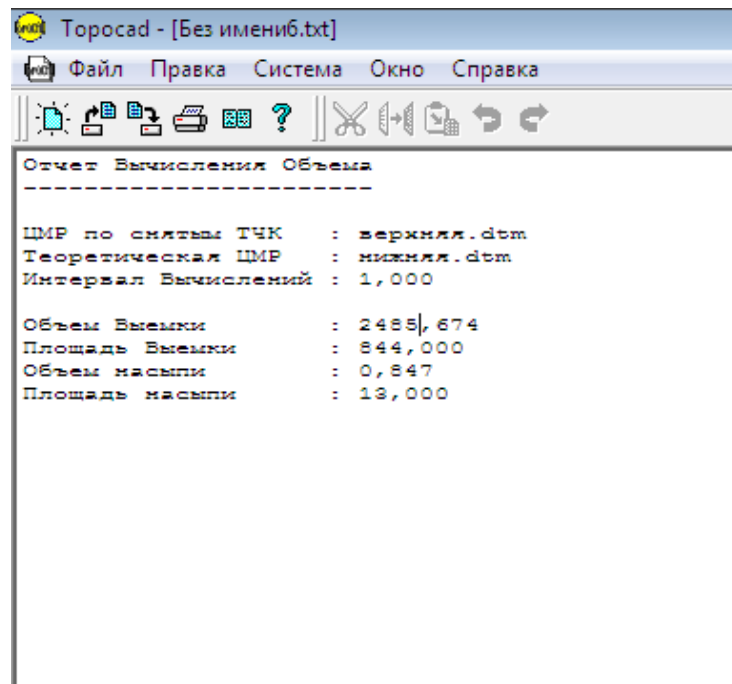 Topocad - [Без имени6.txt]
Файл Правка Система Окно Справка
Отчет Вычисления Объема
-----------------------
ЦМР по снятым ТЧК : верхняя.dtm
Теоретическая ЦМР : нижняя.dtm
Интервал Вычислений : 1,000
Объем Выемки : 2485,674
Площадь Выемки : 844,000
Объем насыпи : 0,847
Площадь насыпи : 13,000